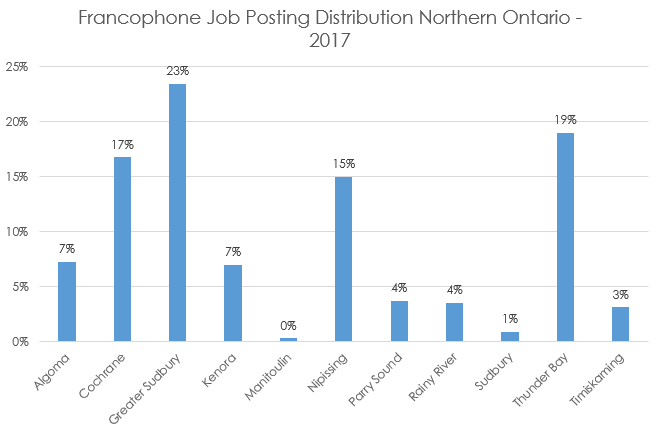 Francophone Job Posting Distribution Northern Ontario -
2017
25%
20%
15%
10%
5%
0%
7%
17%
23%
7%
0%
15%
4%
4%
1%
19%
3%
Algoma
Cochrane
Greater Sudbury
Kenora
Manitoulin
Nipissing
Parry Sound
Rainy River
Sudbury
Thunder Bay
Timiskaming